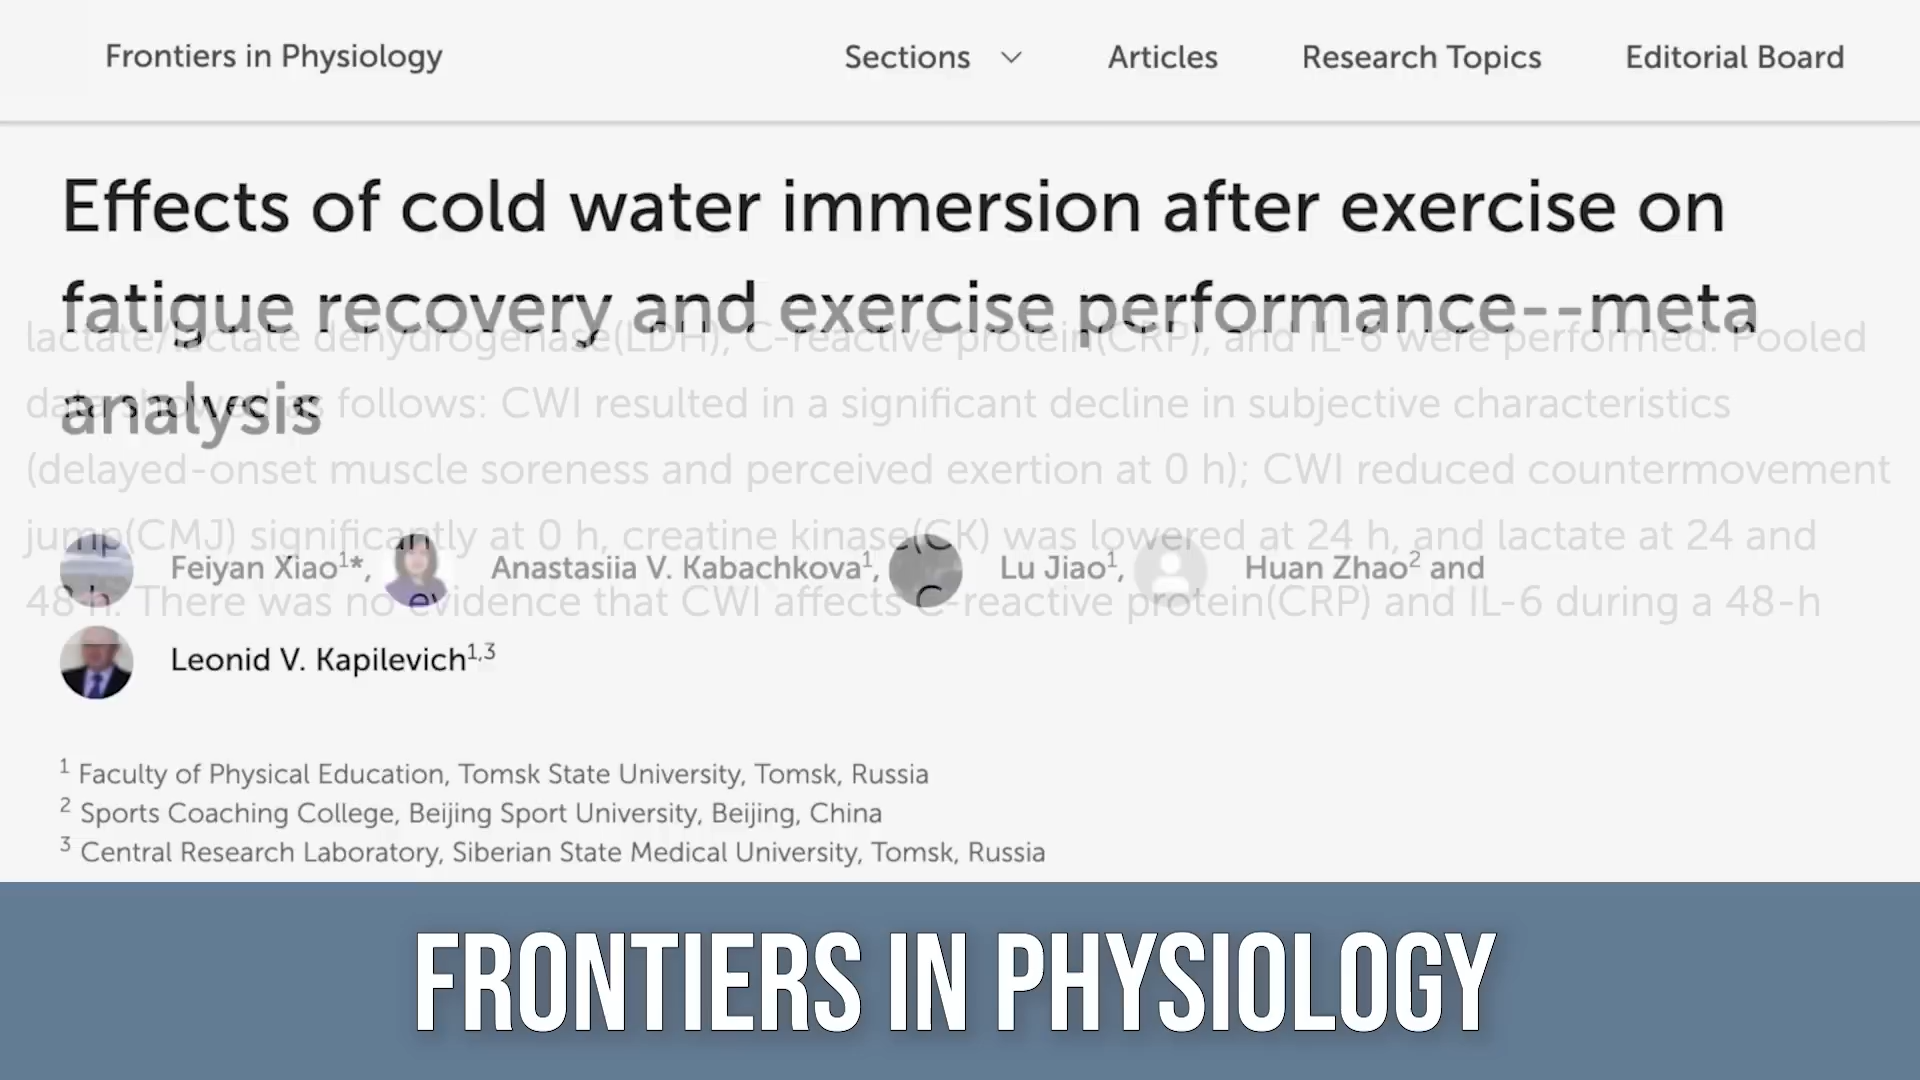 Frontiers in Physiology
Sections Articles Research Topics Editorial Board
Effects of cold water immersion after exercise on
fatigue recovery and exercise performance--meta
analysis
lactate/lactate dehydrogenase(LDH), C-reactive protein(CRP), and IL-6 were performed. Pooled
data showed as follows: CWI resulted in a significant decline in subjective characteristics
(delayed-onset muscle soreness and perceived exertion at 0 h); CWI reduced countermovement
jump(CMJ) significantly at 0 h, creatine kinase(CK) was lowered at 24 h, and lactate at 24 and
48 h. There was no evidence that CWI affects C-reactive protein(CRP) and IL-6 during a 48-h
Feiyan Xiao1*, Anastasiia V. Kabachkova1, Lu Jiao1, Huan Zhao2 and
Leonid V. Kapilevich1,3
1 Faculty of Physical Education, Tomsk State University, Tomsk, Russia
2 Sports Coaching College, Beijing Sport University, Beijing, China
3 Central Research Laboratory, Siberian State Medical University, Tomsk, Russia
FRONTIERS IN PHYSIOLOGY